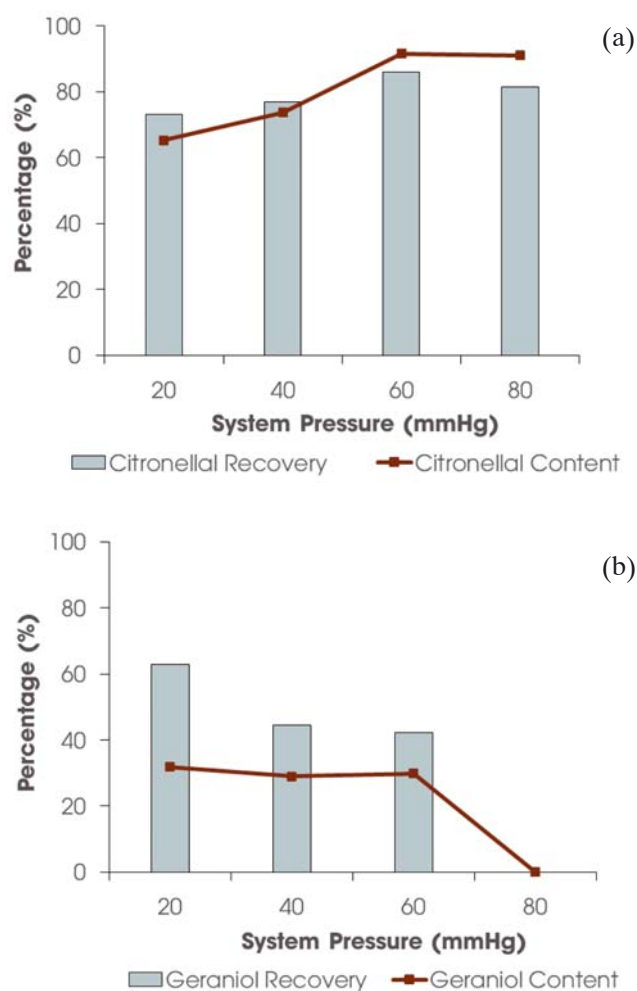 (a)
100
80
60
40
20
0
Percentage (%)
20 40 60 80
System Pressure (mmHg)
Citronellal Recovery Citronellal Content
(b)
100
80
60
40
20
0
Percentage (%)
20 40 60 80
System Pressure (mmHg)
Geraniol Recovery Geraniol Content